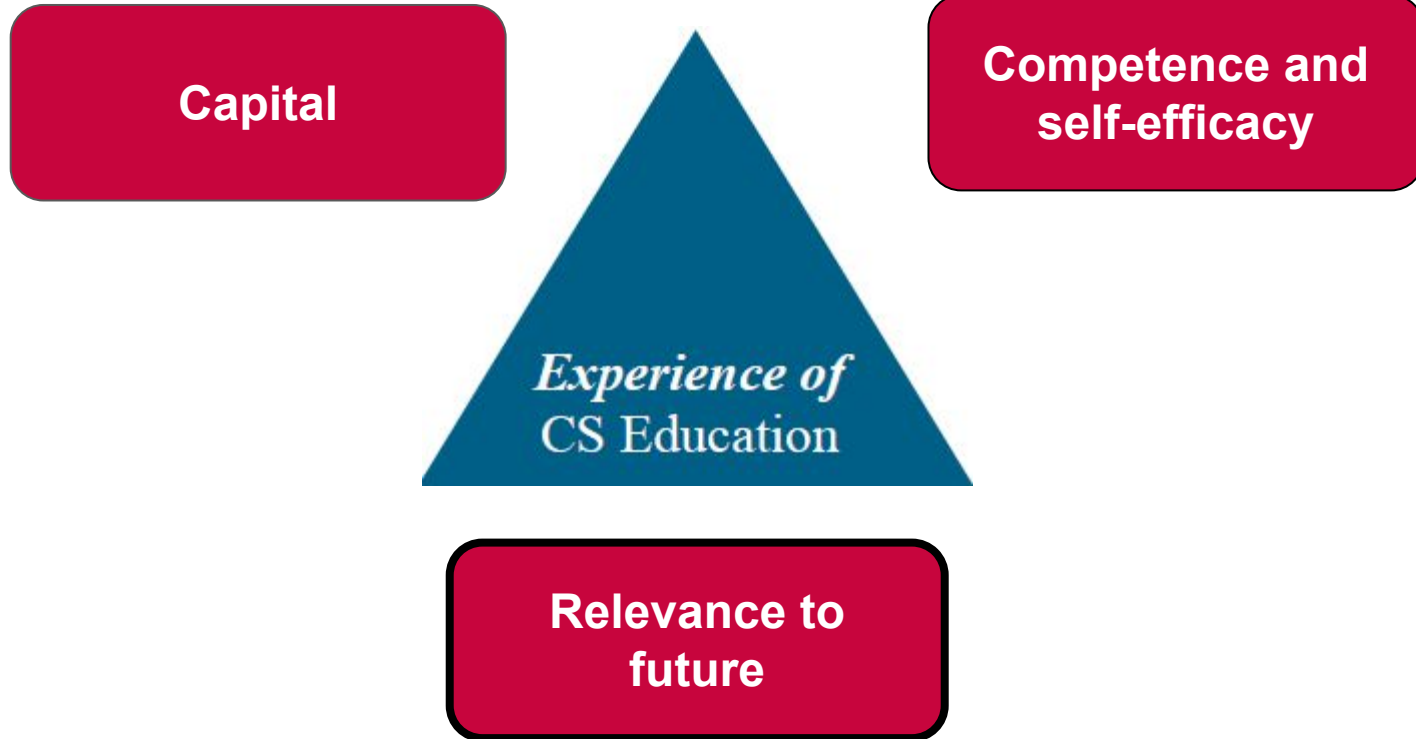 Capital
Competence and
self-efficacy
Experience of
CS Education
Relevance to
future